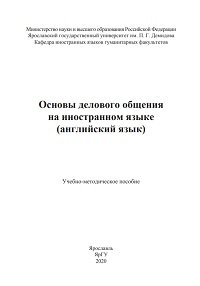 Министерство науки и высшего образования Российской Федерации
Ярославский государственный университет им. П. Г. Демидова
Кафедра иностранных языков гуманитарных факультетов
Основы делового общения
на иностранном языке
(английский язык)
Учебно-методическое пособие
Ярославль
ЯрГУ
2020